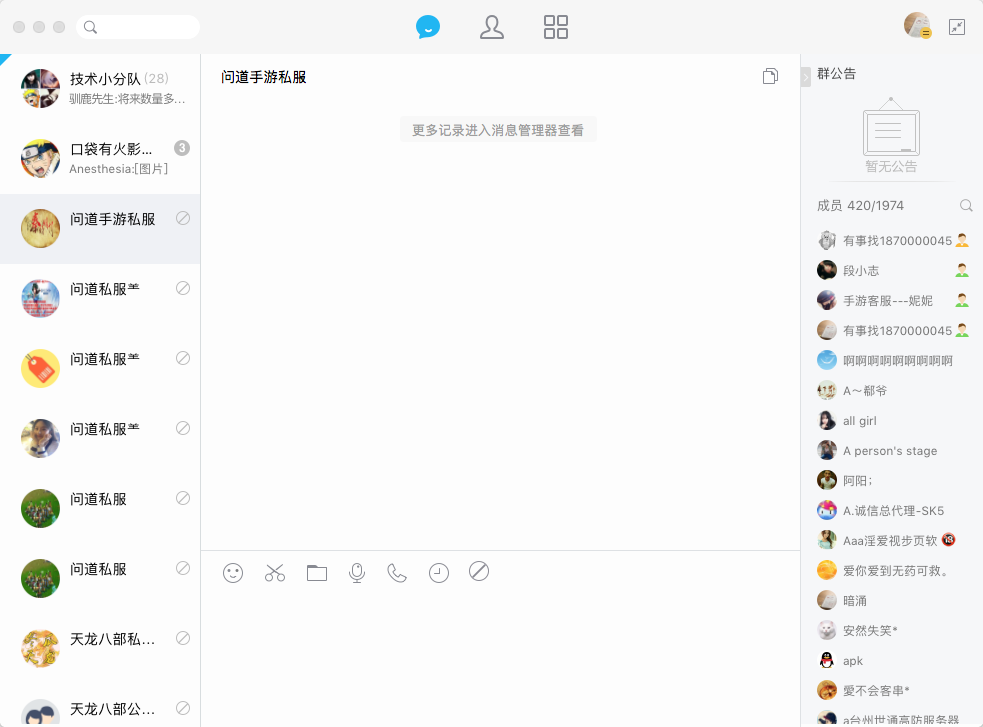 技术小分队 (28)
驯鹿先生:将来数量多...
口袋有火影...
3
Anesthesia:[图片]
问道手游私服
问道私服
问道私服
问道私服
问道私服
问道私服
天龙八部私...
天龙八部公...
问道手游私服
更多记录进入消息管理器查看
群公告
暂无公告
成员 420/1974
有事找1870000045
段小志
手游客服---妮妮
有事找1870000045
啊啊啊啊啊啊啊啊啊
A～郗爷
all girl
A person's stage
阿阳;
A.诚信总代理-SK5
Aaa淫爱视步页软
爱你爱到无药可救。
暗涌
安然失笑*
apk
愛不会客串*
a台州世通高防服务器